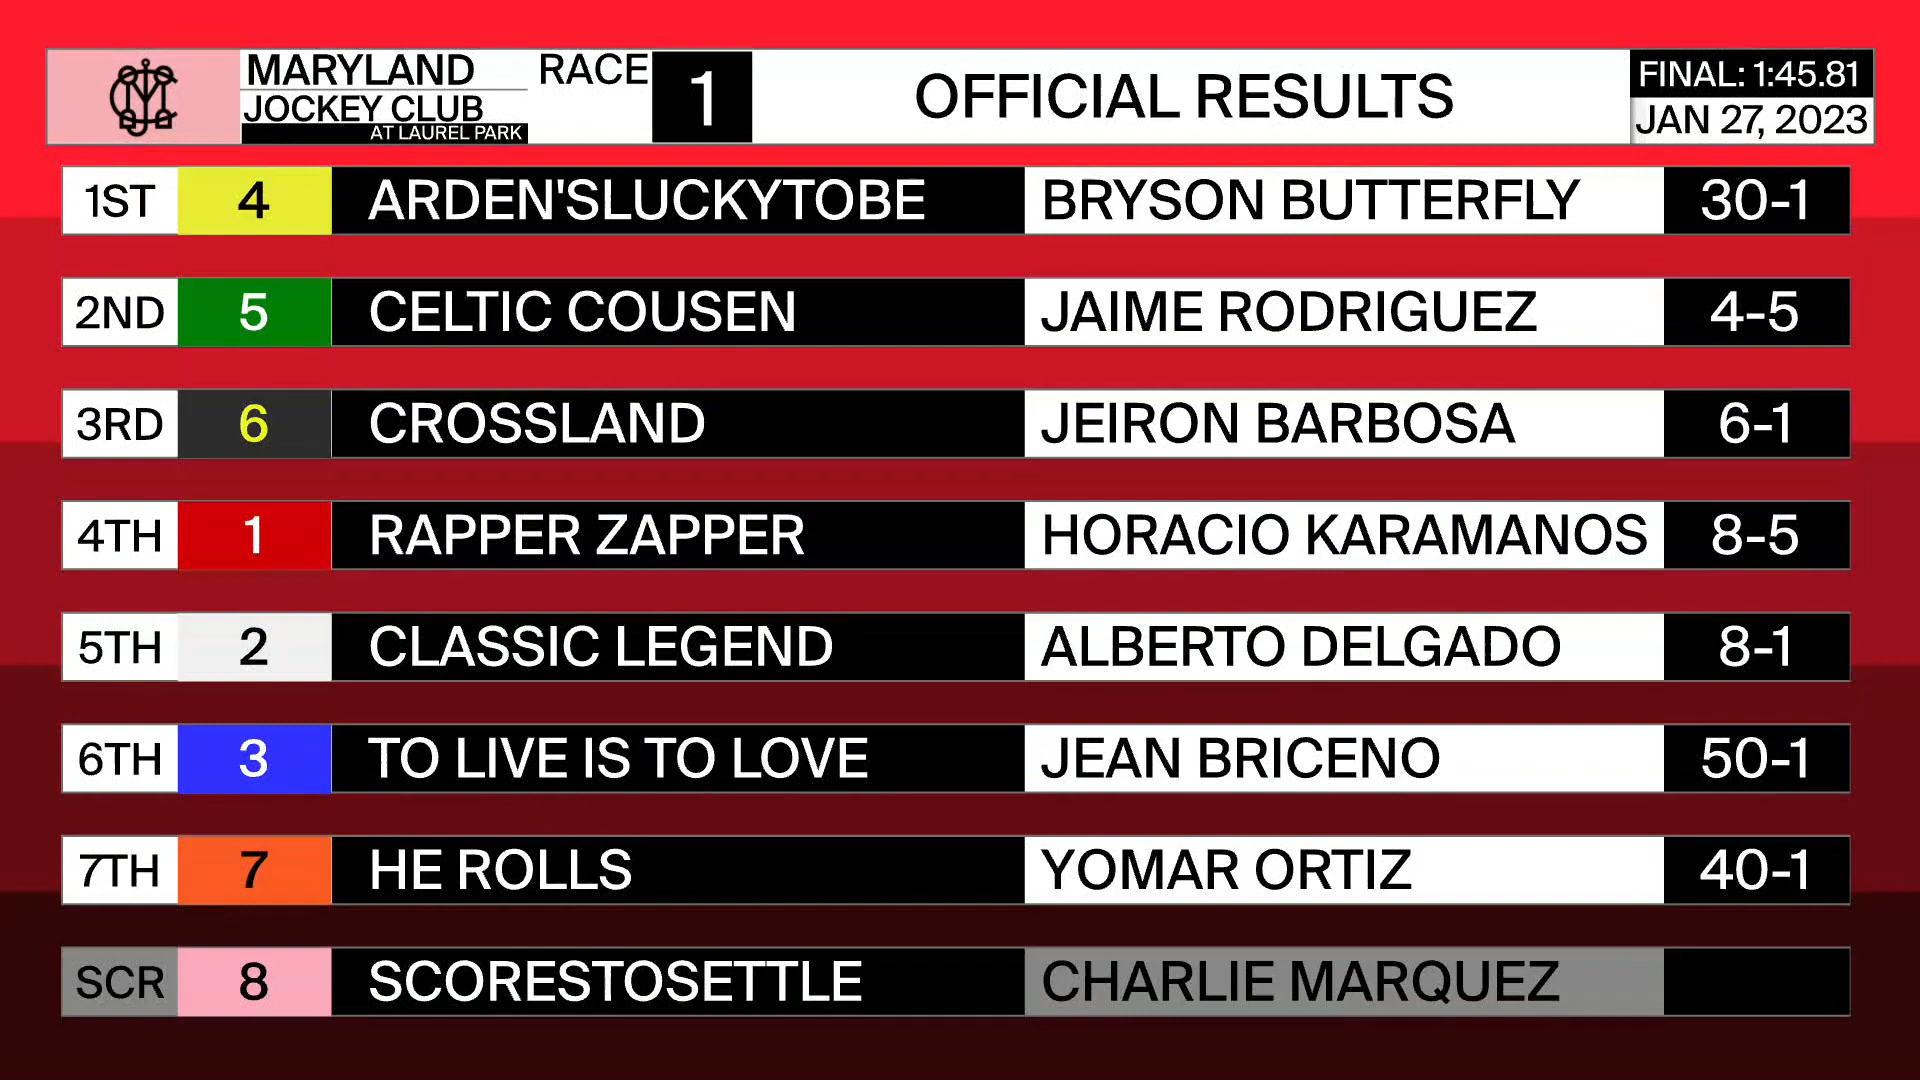 MARYLAND
JOCKEY CLUB
AT LAUREL PARK
RACE 1
OFFICIAL RESULTS
FINAL: 1:45.81
JAN 27, 2023
1ST 4 ARDEN'SLUCKYTOBE BRYSON BUTTERFLY 30-1
2ND 5 CELTIC COUSEN JAIME RODRIGUEZ 4-5
3RD 6 CROSSLAND JEIRON BARBOSA 6-1
4TH 1 RAPPER ZAPPER HORACIO KARAMANOS 8-5
5TH 2 CLASSIC LEGEND ALBERTO DELGADO 8-1
6TH 3 TO LIVE IS TO LOVE JEAN BRICENO 50-1
7TH 7 HE ROLLS YOMAR ORTIZ 40-1
SCR 8 SCORESTOSETTLE CHARLIE MARQUEZ